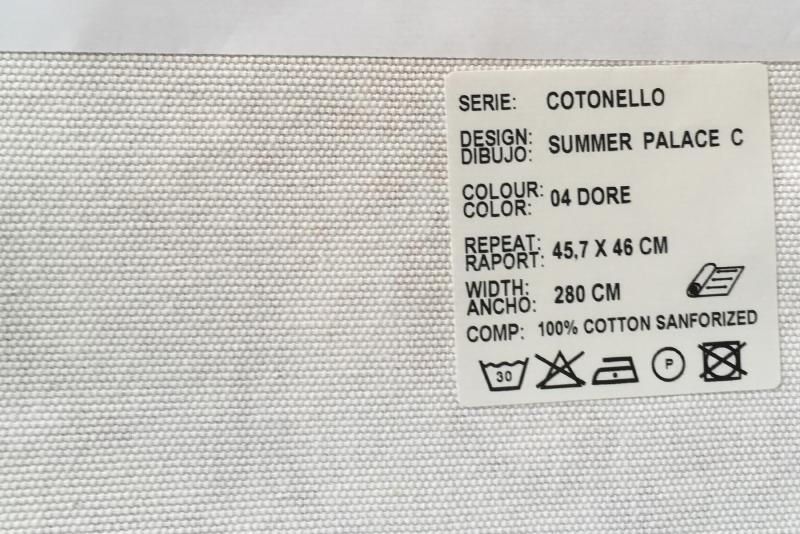 SERIE: COTONELLO
DESIGN: SUMMER PALACE C
DIBUJO:
COLOUR: 04 DORE
COLOR:
REPEAT: 45,7 X 46 CM
RAPORT:
WIDTH: 280 CM
ANCHO:
COMP: 100% COTTON SANFORIZED
30 P